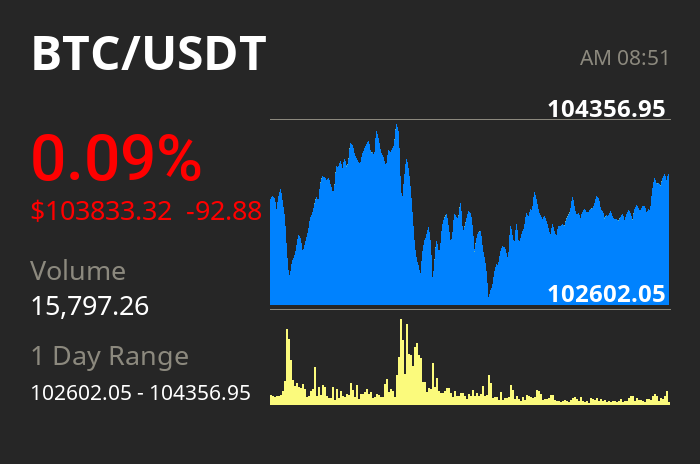 BTC/USDT
AM 08:51
104356.95
0.09%
$103833.32 -92.88
Volume
15,797.26
102602.05
1 Day Range
102602.05 - 104356.95